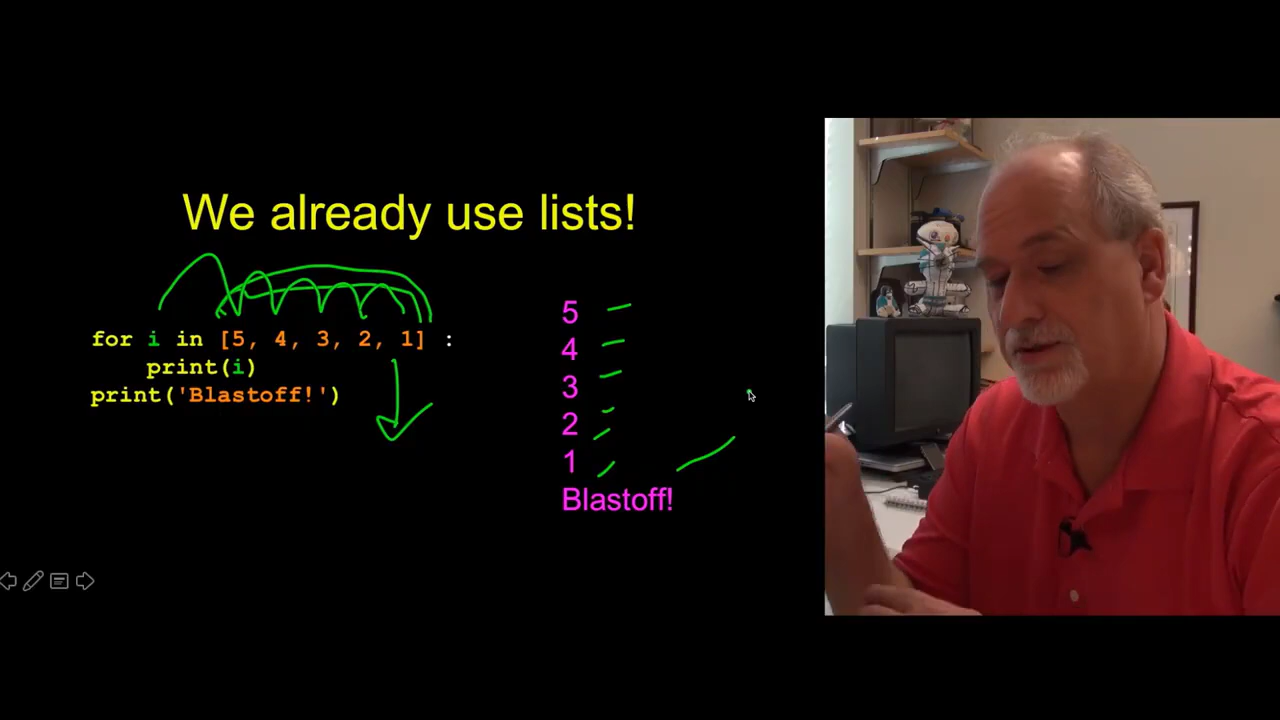 We already use lists!
for i in [5, 4, 3, 2, 1] :
    print(i)
print('Blastoff!')
5
4
3
2
1
Blastoff!